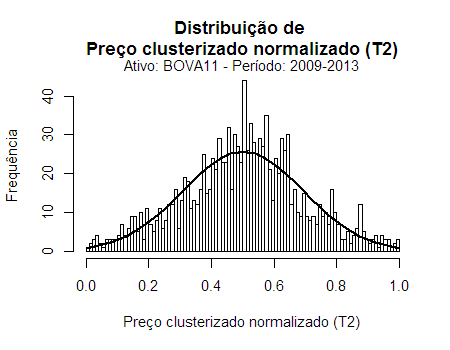 Distribuição de
Preço clusterizado normalizado (T2)
Ativo: BOVA11 - Período: 2009-2013
Frequência
40
30
20
10
0
0.0 0.2 0.4 0.6 0.8 1.0
Preço clusterizado normalizado (T2)